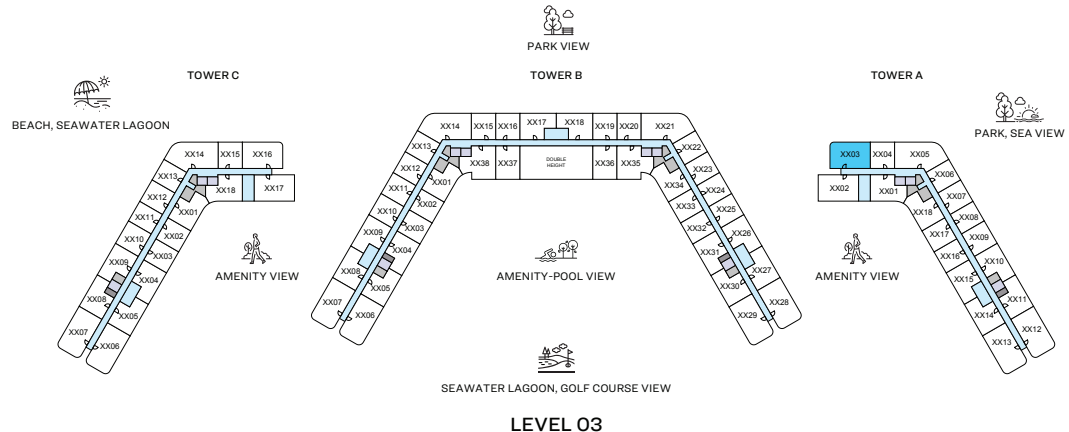 PARK VIEW
TOWER C
TOWER B
TOWER A
BEACH, SEAWATER LAGOON
PARK, SEA VIEW
XX14
XX15
XX16
XX13
XX12
XX11
XX10
XX09
XX08
XX07
XX06
XX05
XX04
XX03
XX02
XX01
XX18
XX17
AMENITY VIEW
XX14
XX15
XX16
XX17
XX18
XX19
XX20
XX21
XX13
XX12
XX11
XX10
XX09
XX08
XX07
XX06
XX05
XX04
XX03
XX02
XX01
XX38
XX37
DOUBLE
HEIGHT
XX36
XX35
XX34
XX33
XX32
XX31
XX30
XX29
XX28
XX27
XX26
XX25
XX24
XX23
XX22
AMENITY-POOL VIEW
XX03
XX04
XX05
XX02
XX01
XX06
XX07
XX08
XX09
XX10
XX11
XX12
XX13
XX14
XX15
XX16
XX17
XX18
AMENITY VIEW
SEAWATER LAGOON, GOLF COURSE VIEW
LEVEL 03